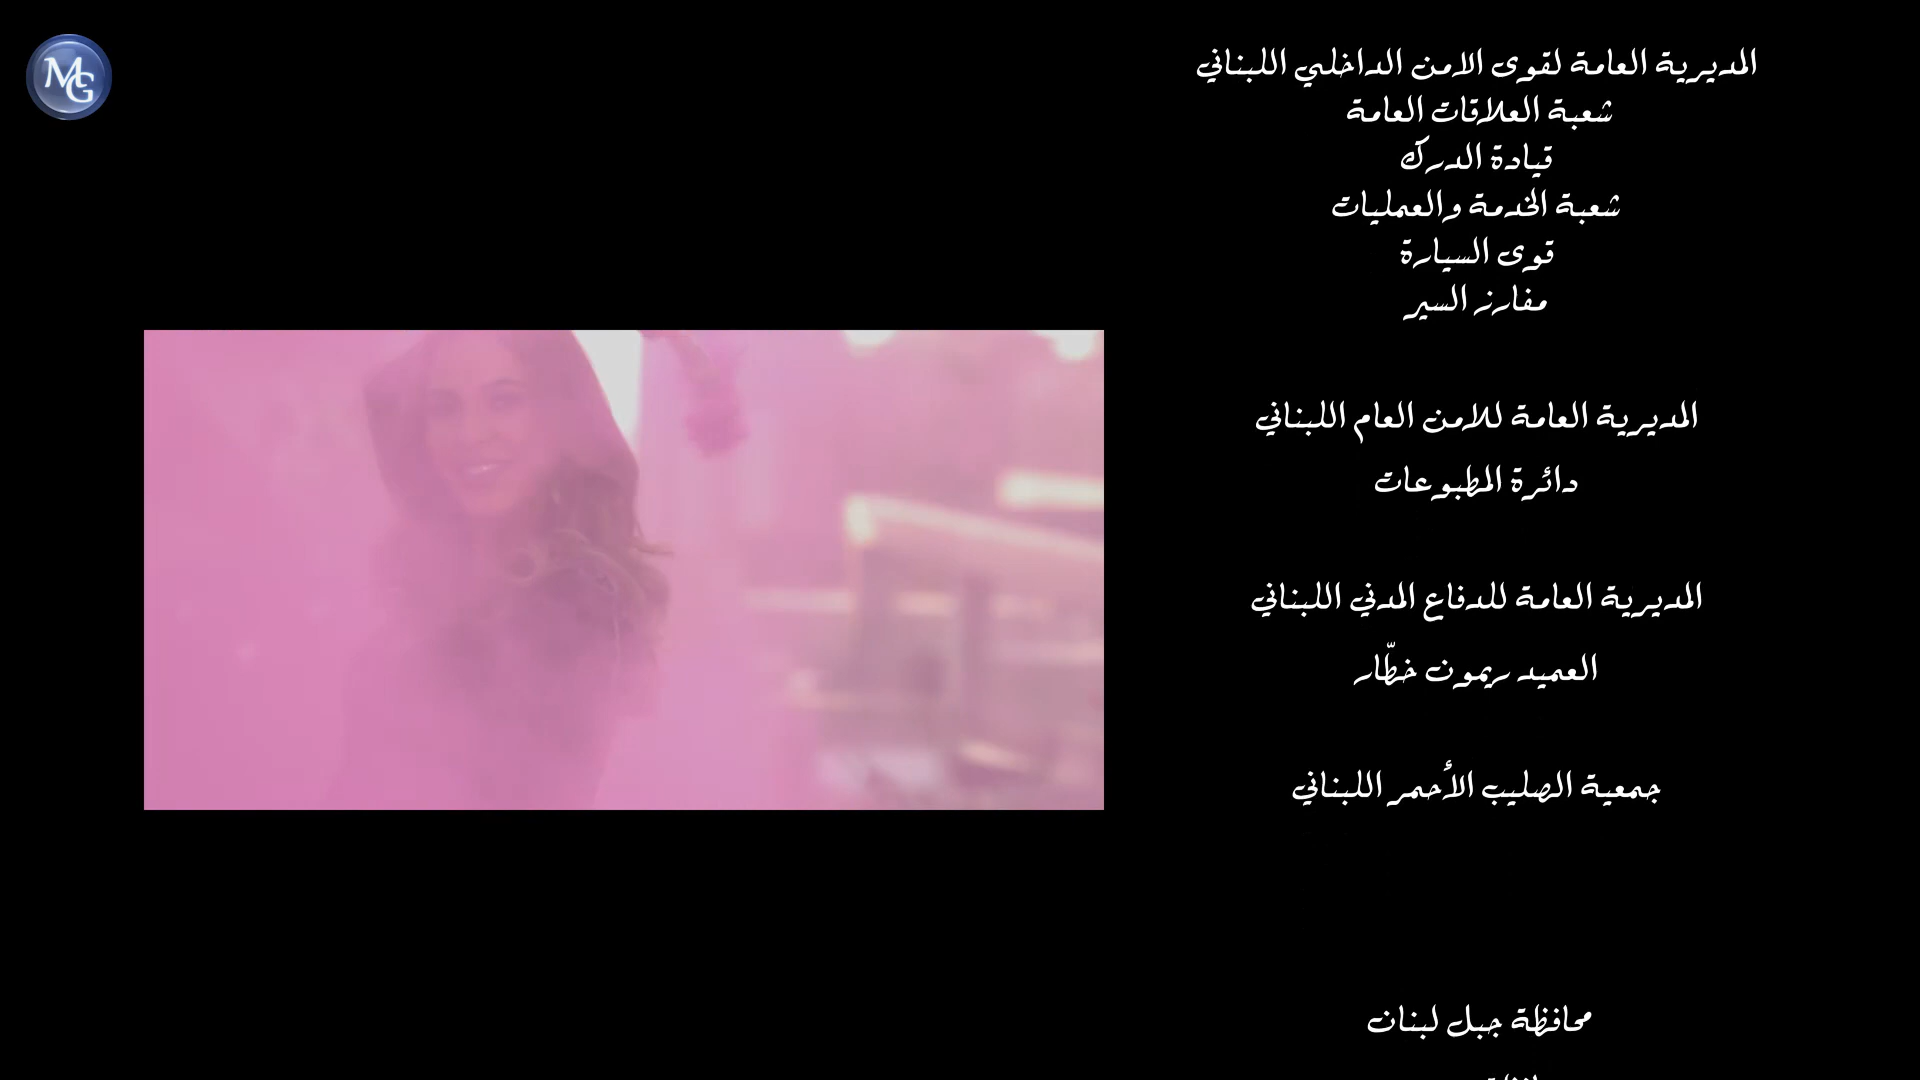 MG
المديرية العامة لقوى الامن الداخلي اللبناني
شعبة العلاقات العامة
قيادة الدرك
شعبة الخدمة والعمليات
قوى السيارة
مفارز السير
المديرية العامة للامن العام اللبناني
دائرة المطبوعات
المديرية العامة للدفاع المدني اللبناني
العميد ريمون خطّار
جمعية الصليب الأحمر اللبناني
محافظة جبل لبنان